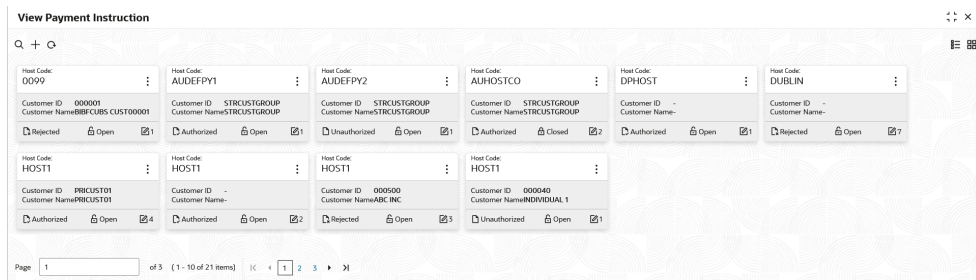 View Payment Instruction
Host Code: Host Code: Host Code: Host Code: Host Code: Host Code:
0099 AUDEFPY1 AUDEFPY2 AUHOSTCO DPHOST DUBLIN
Customer ID 000001 Customer ID STRCUSTGROUP Customer ID STRCUSTGROUP Customer ID STRCUSTGROUP Customer ID - Customer ID -
Customer NameBIBFCUBS CUST00001 Customer NameSTRCUSTGROUP Customer NameSTRCUSTGROUP Customer NameSTRCUSTGROUP Customer Name- Customer Name-
Rejected Open 1 Authorized Open 1 Unauthorized Open 1 Authorized Closed 2 Authorized Open 1 Rejected Open 7
Host Code: Host Code: Host Code: Host Code:
HOST1 HOST1 HOST1 HOST1
Customer ID PRICUST01 Customer ID - Customer ID 000500 Customer ID 000040
Customer NamePRICUST01 Customer Name- Customer NameABC INC Customer NameINDIVIDUAL 1
Authorized Open 4 Authorized Open 2 Rejected Open 3 Unauthorized Open 1
Page 1 of 3 (1 - 10 of 21 items) 1 2 3